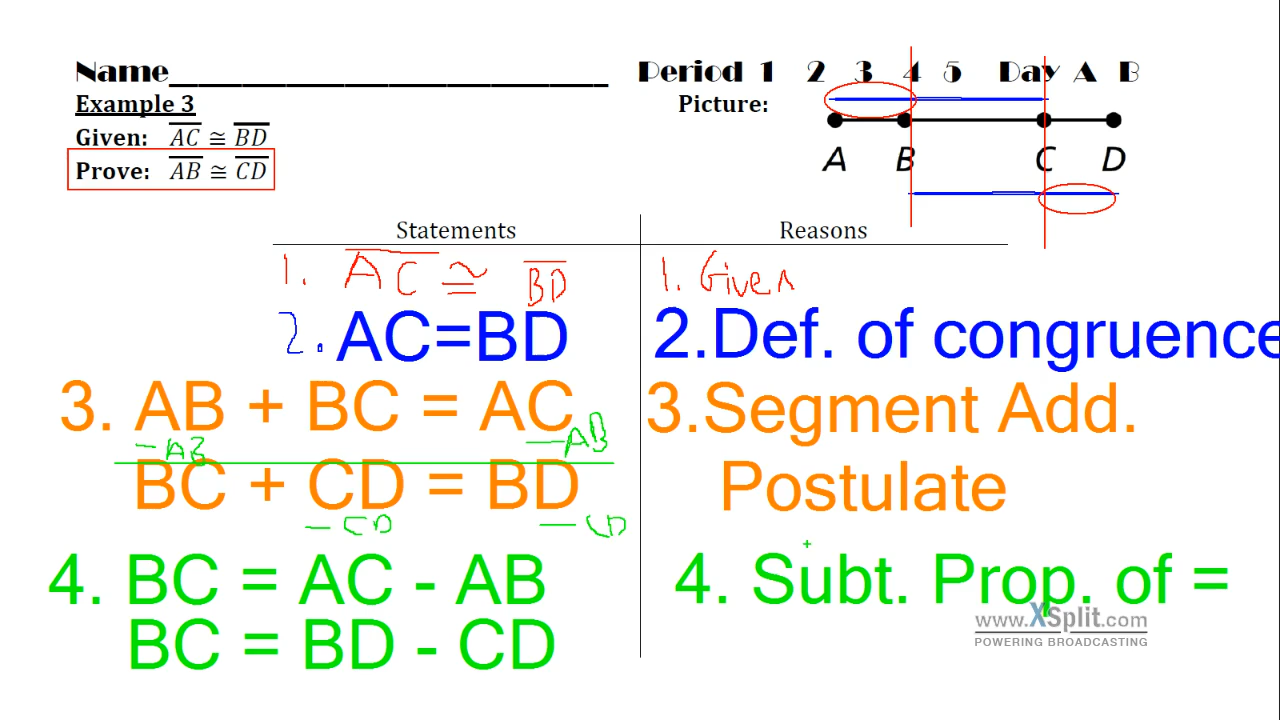 Name______________________________ Period 1 2 3 4 5 Day A B
Example 3
Picture:
Given: AC ≅ BD
Prove: AB ≅ CD
A B C D
Statements
Reasons
1. AC ≅ BD
1. Given
2. AC=BD
2.Def. of congruence
3. AB + BC = AC
3.Segment Add.
-AB -AB
BC + CD = BD
Postulate
-CD -CD
4. BC = AC - AB
4. Subt. Prop. of =
BC = BD - CD
www.XSplit.com
POWERING BROADCASTING